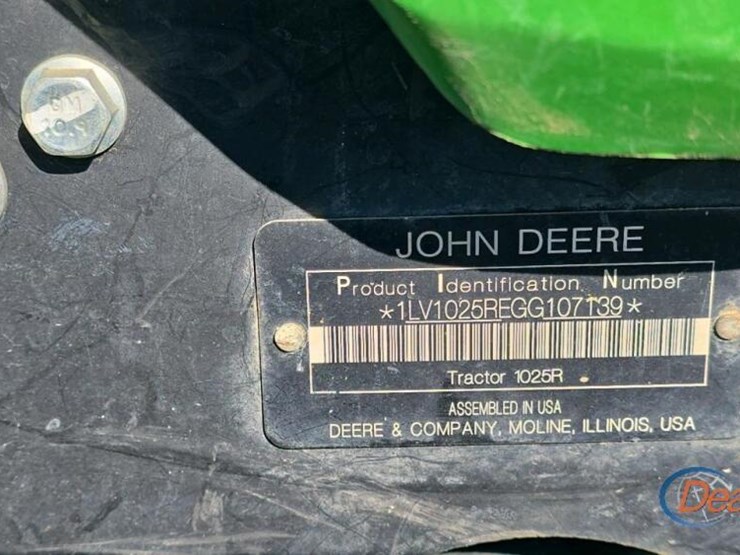 JOHN DEERE
Product Identification Number
*1LV1025REGG107139*
Tractor 1025R
ASSEMBLED IN USA
DEERE & COMPANY, MOLINE, ILLINOIS, USA